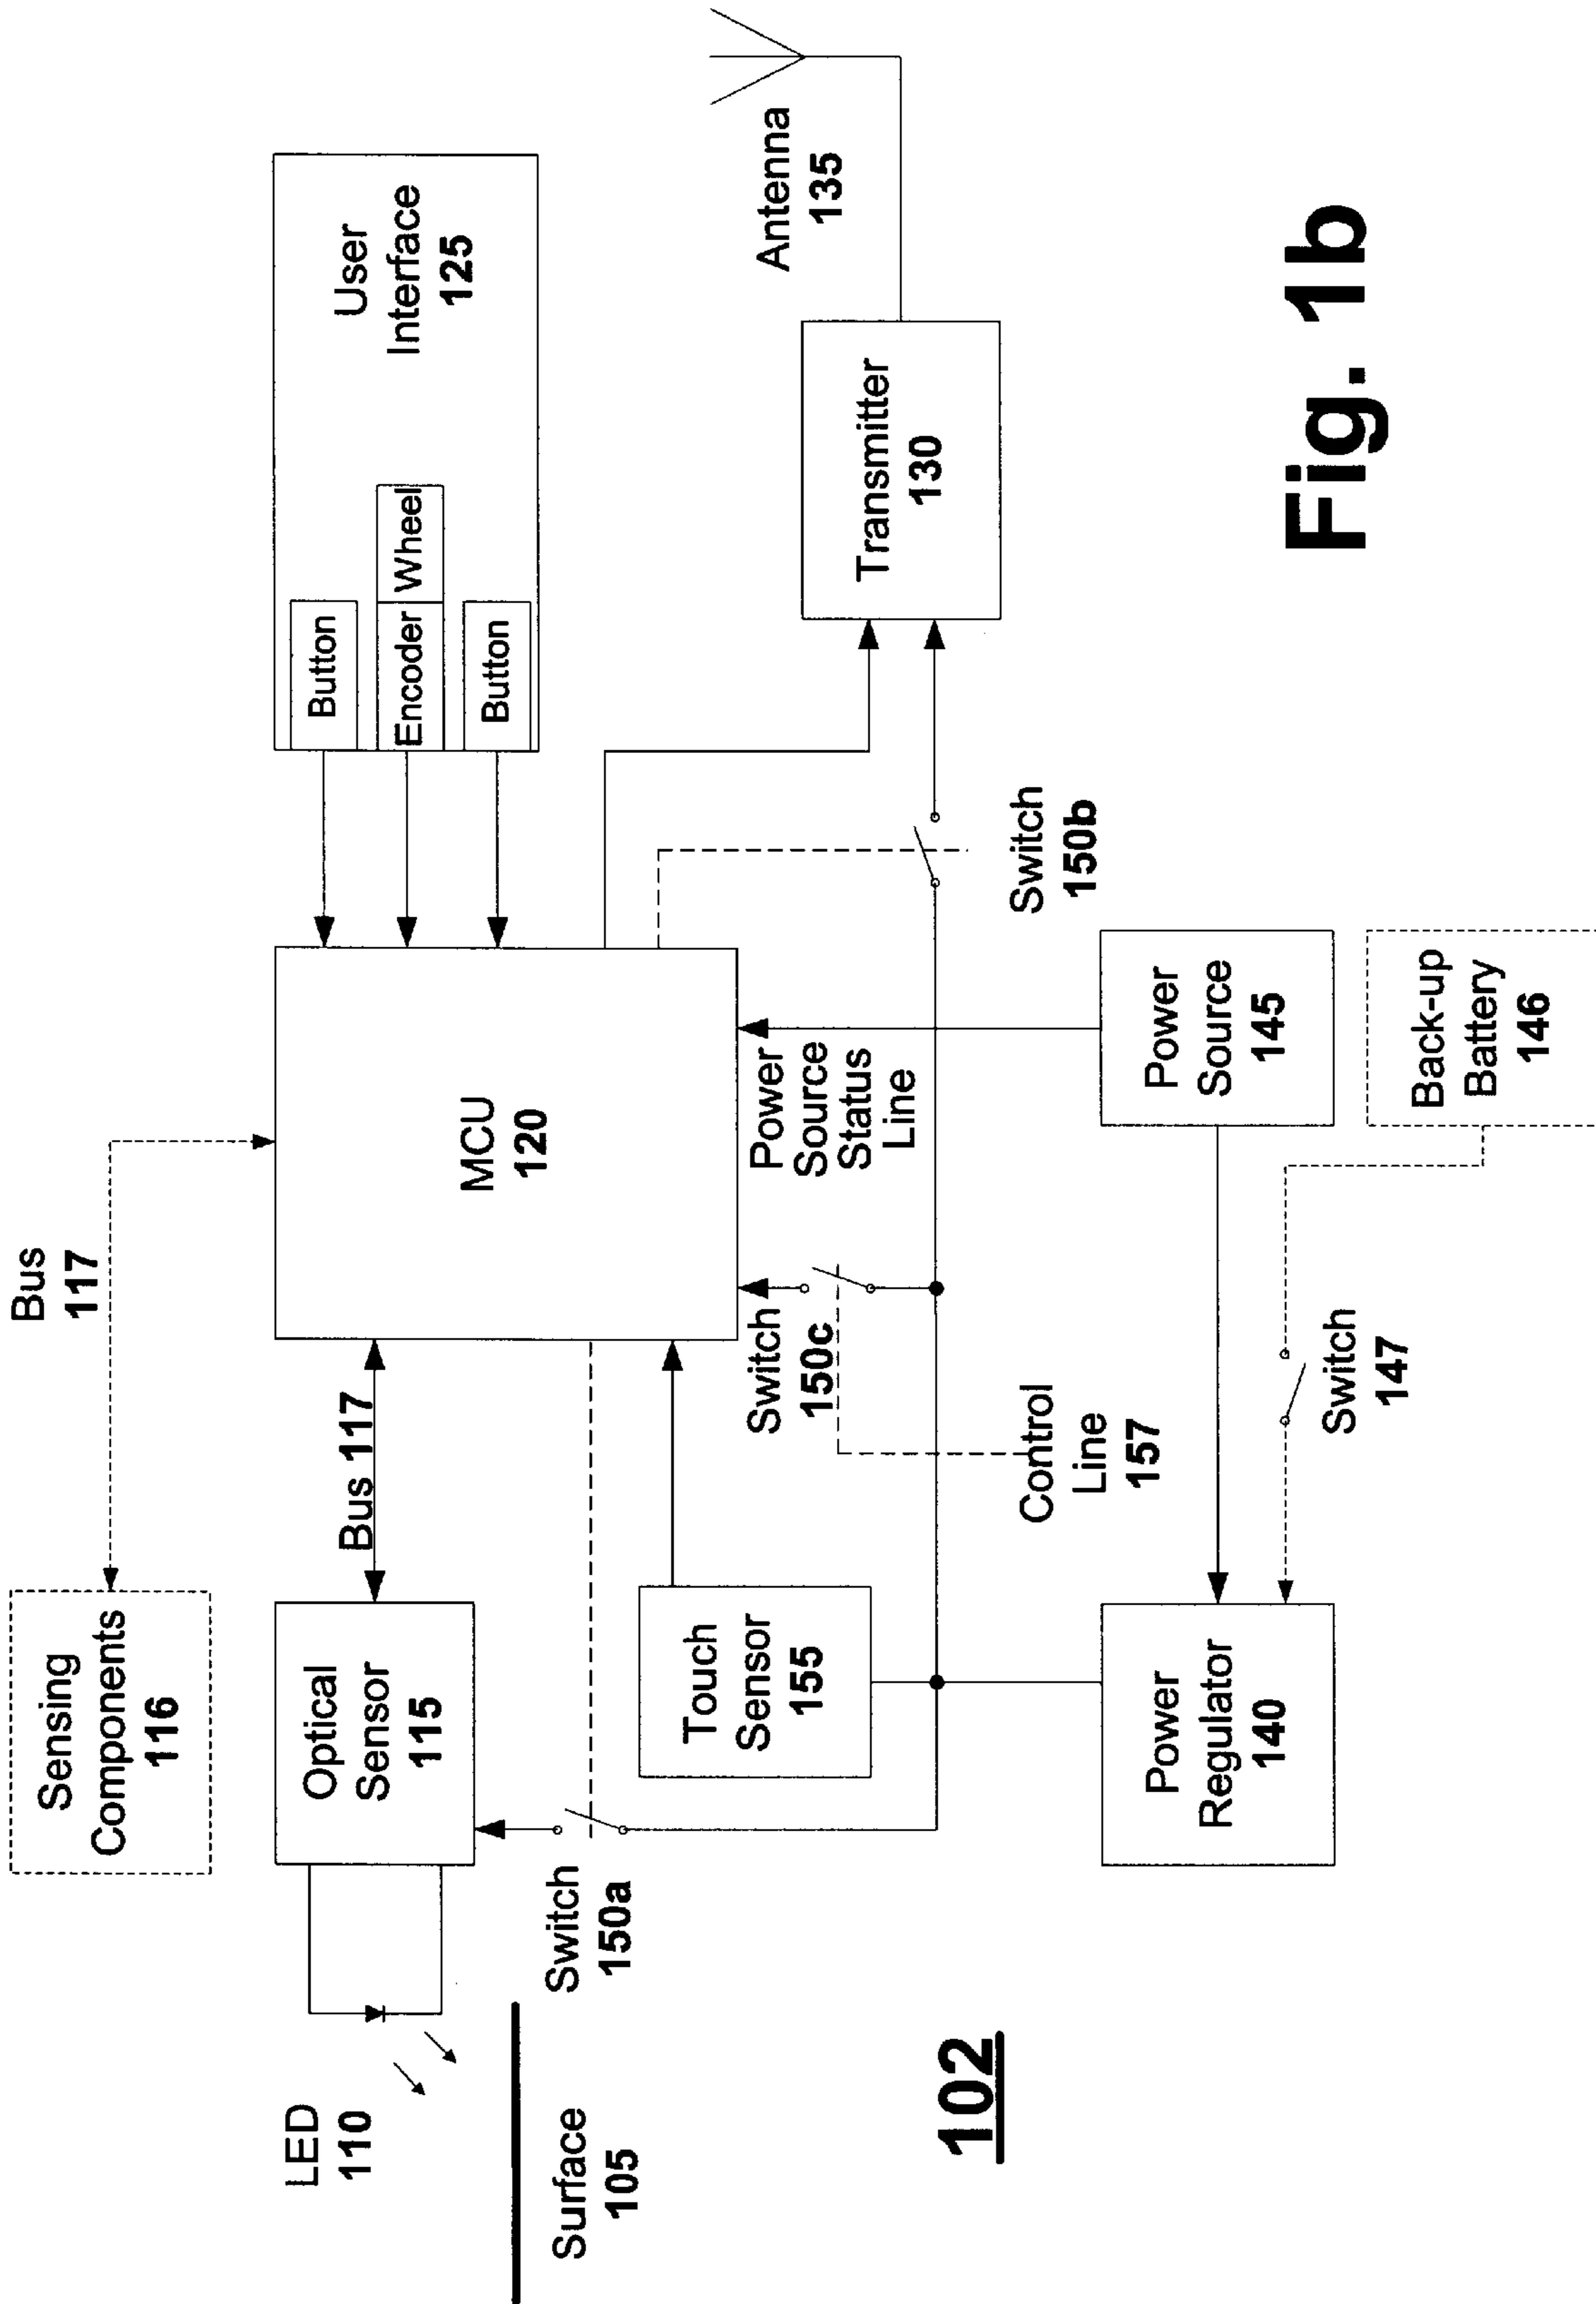 Sensing
Components
116
Bus
117
LED
110
Optical
Sensor
115
Bus 117
MCU
120
Button
Encoder
Wheel
Button
User
Interface
125
Surface
105
Switch
150a
Touch
Sensor
155
Switch
150c
Power
Source
Status
Line
Antenna
135
Transmitter
130
Control
Line
157
Switch
150b
102
Power
Regulator
140
Power
Source
145
Switch
147
Back-up
Battery
146
Fig. 1b